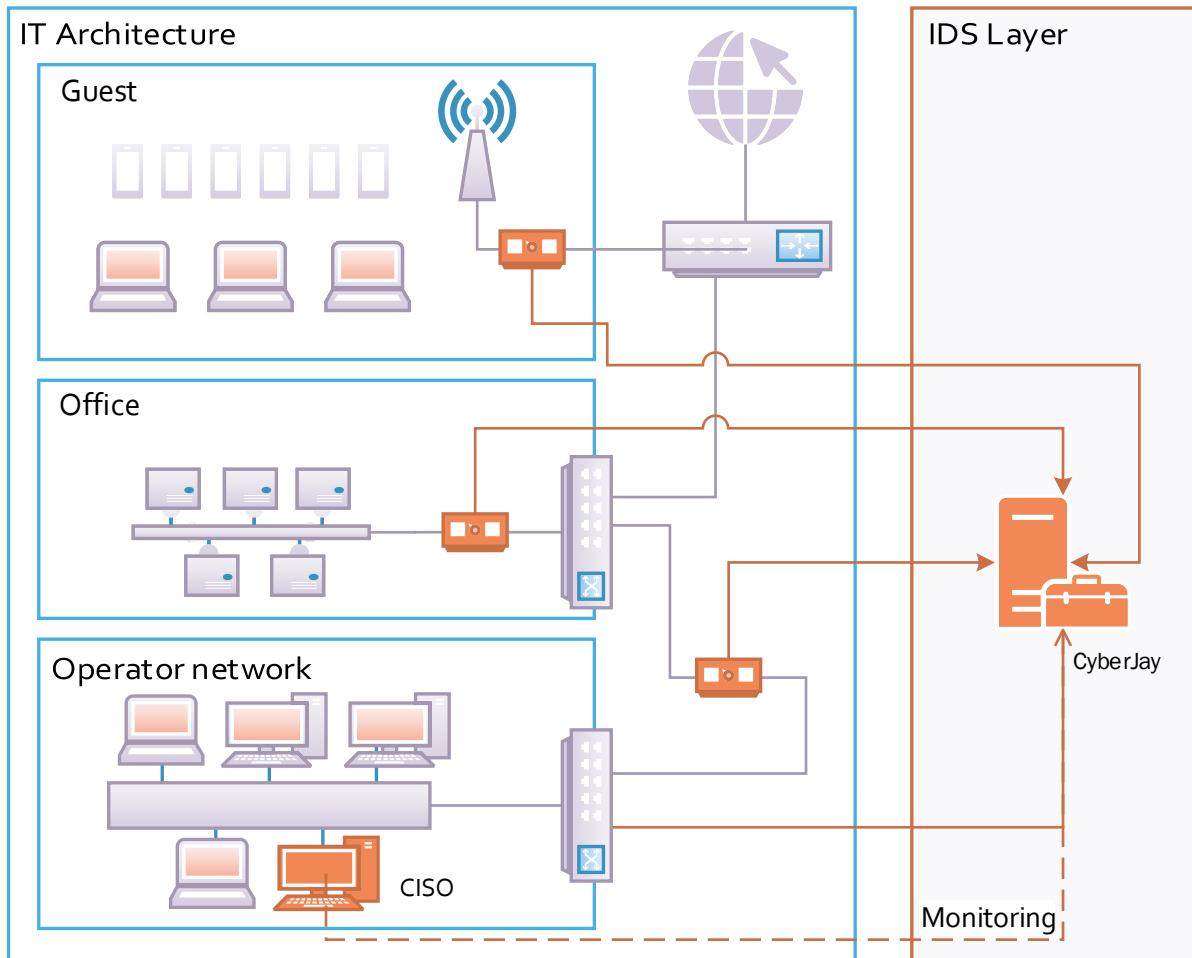 IT Architecture
IDS Layer
Guest
Office
Operator network
CyberJay
CISO
Monitoring